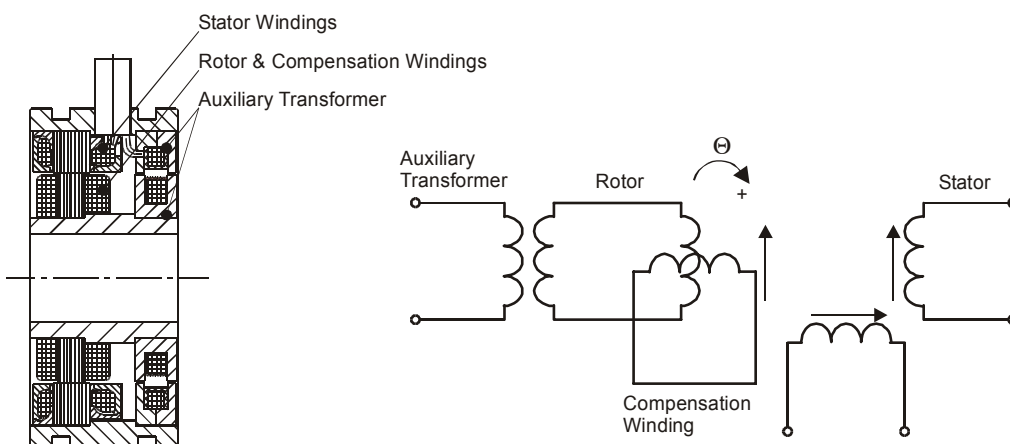 Stator Windings
Rotor & Compensation Windings
Auxiliary Transformer
Auxiliary
Transformer
Rotor
Θ
+
Stator
Compensation
Winding